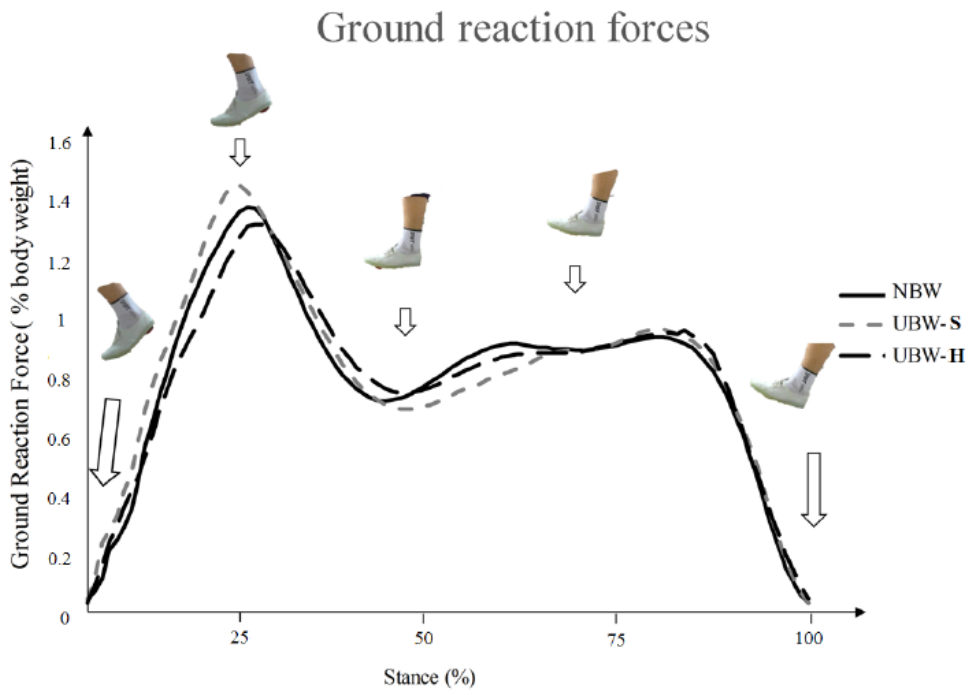 Ground reaction forces
Ground Reaction Force( % body weight)
1.6
1.4
1.2
1
0.8
0.6
0.4
0.2
0
25
50
75
100
Stance (%)
NBW
UBW-S
UBW-H